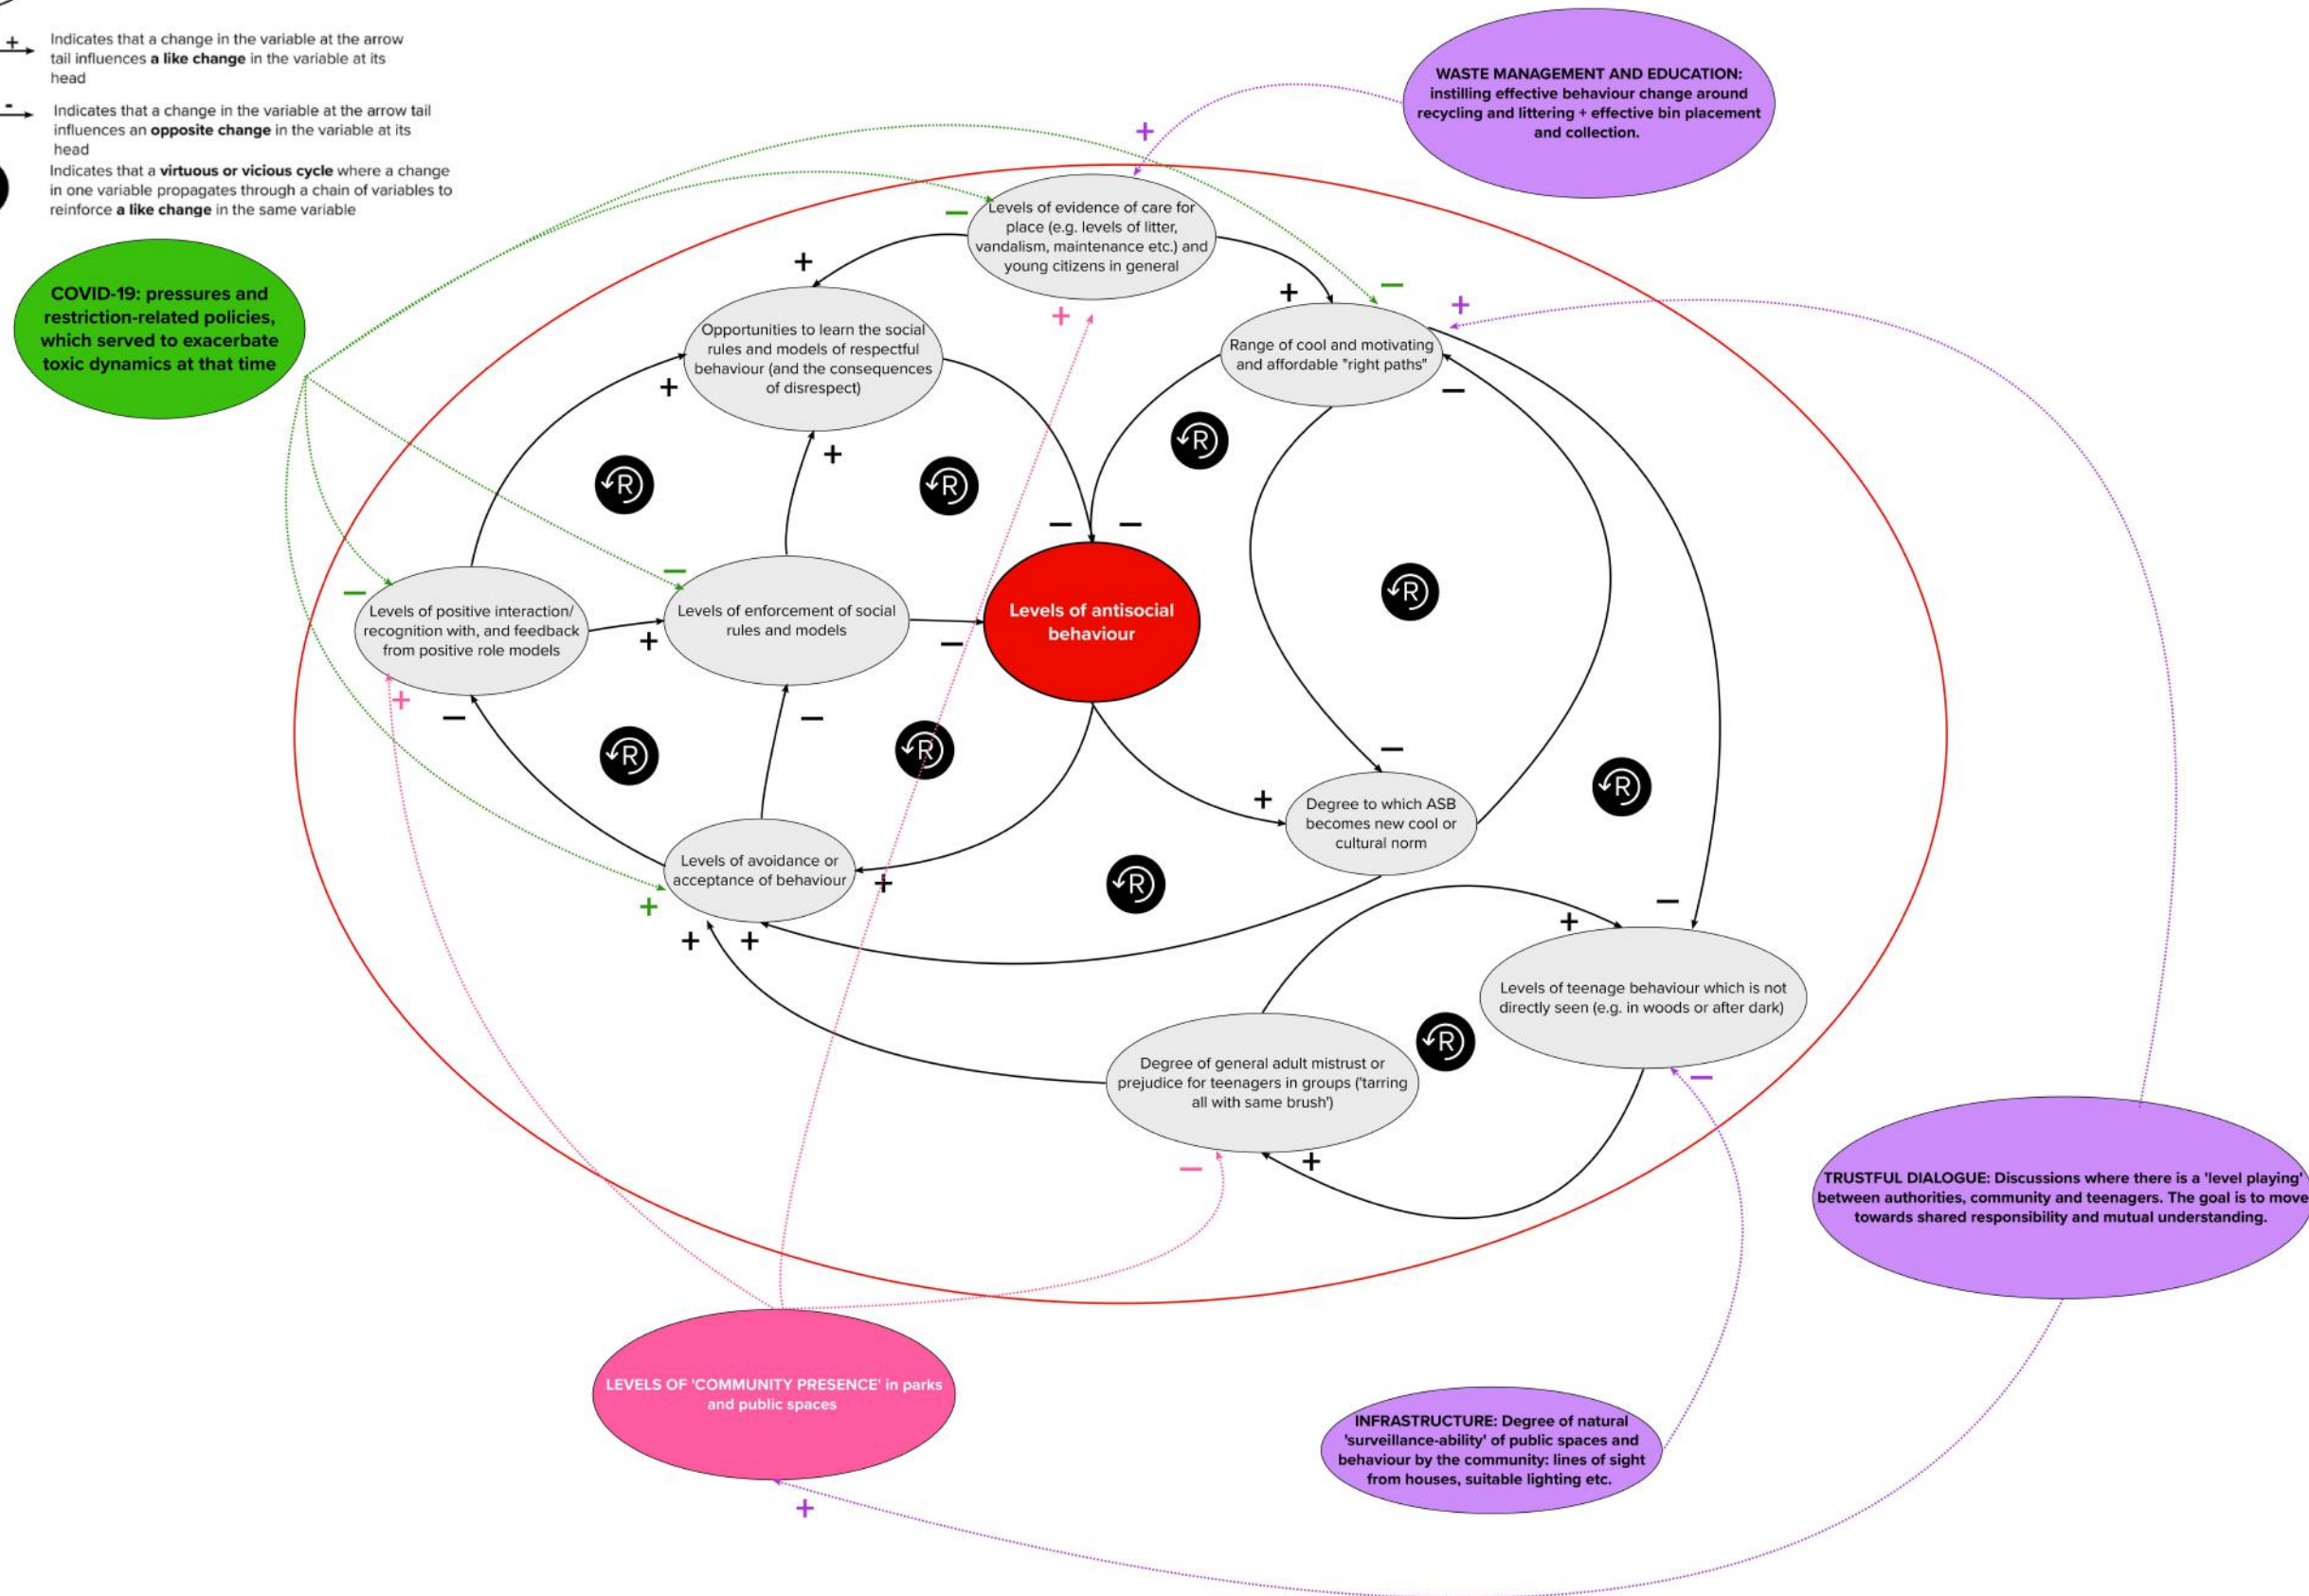 +
Indicates that a change in the variable at the arrow
tail influences a like change in the variable at its
head
-
Indicates that a change in the variable at the arrow tail
influences an opposite change in the variable at its
head
Indicates that a virtuous or vicious cycle where a change
in one variable propagates through a chain of variables to
reinforce a like change in the same variable
WASTE MANAGEMENT AND EDUCATION:
instilling effective behaviour change around
recycling and littering + effective bin placement
and collection.
+
COVID-19: pressures and
restriction-related policies,
which served to exacerbate
toxic dynamics at that time
Levels of evidence of care for
place (e.g. levels of litter,
vandalism, maintenance etc.) and
young citizens in general
−
+
+
+
−
+
Opportunities to learn the social
rules and models of respectful
behaviour (and the consequences
of disrespect)
+
+
Range of cool and motivating
and affordable "right paths"
−
R
R
R
−
−
Levels of positive interaction/
recognition with, and feedback
from positive role models
−
+
−
+
Levels of enforcement of social
rules and models
−
−
−
Levels of antisocial
behaviour
R
R
R
R
Levels of avoidance or
acceptance of behaviour
+
+
+
+
Degree to which ASB
becomes new cool or
cultural norm
−
+
R
Levels of teenage behaviour which is not
directly seen (e.g. in woods or after dark)
−
+
−
Degree of general adult mistrust or
prejudice for teenagers in groups ('tarring
all with same brush')
−
+
R
TRUSTFUL DIALOGUE: Discussions where there is a 'level playing'
between authorities, community and teenagers. The goal is to move
towards shared responsibility and mutual understanding.
LEVELS OF 'COMMUNITY PRESENCE' in parks
and public spaces
+
INFRASTRUCTURE: Degree of natural
'surveillance-ability' of public spaces and
behaviour by the community: lines of sight
from houses, suitable lighting etc.